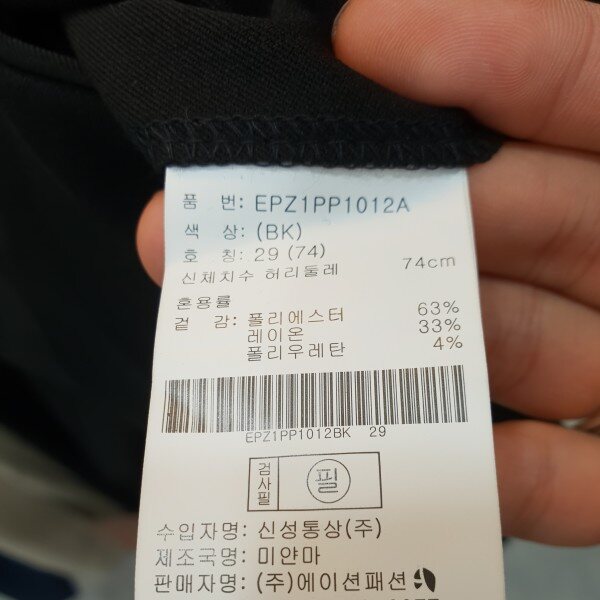 품 번: EPZ1PP1012A
색 상: (BK)
호 칭: 29 (74)
신체치수 허리둘레 74cm
혼용률
겉 감: 폴리에스터 63%
레이온 33%
폴리우레탄 4%
EPZ1PP1012BK 29
검사필 필
수입자명: 신성통상(주)
제조국명: 미얀마
판매자명: (주)에이션패션